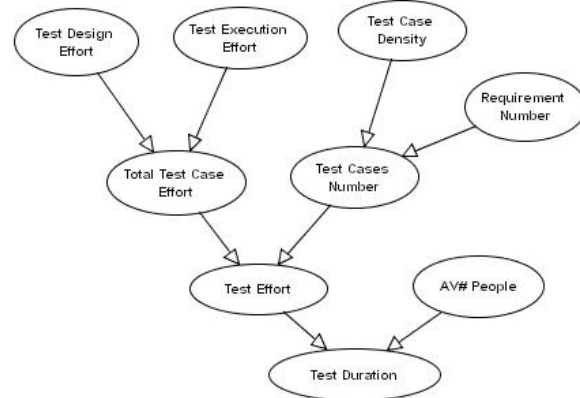 Test Design
Effort
Test Execution
Effort
Test Case
Density
Requirement
Number
Total Test Case
Effort
Test Cases
Number
Test Effort
AV# People
Test Duration